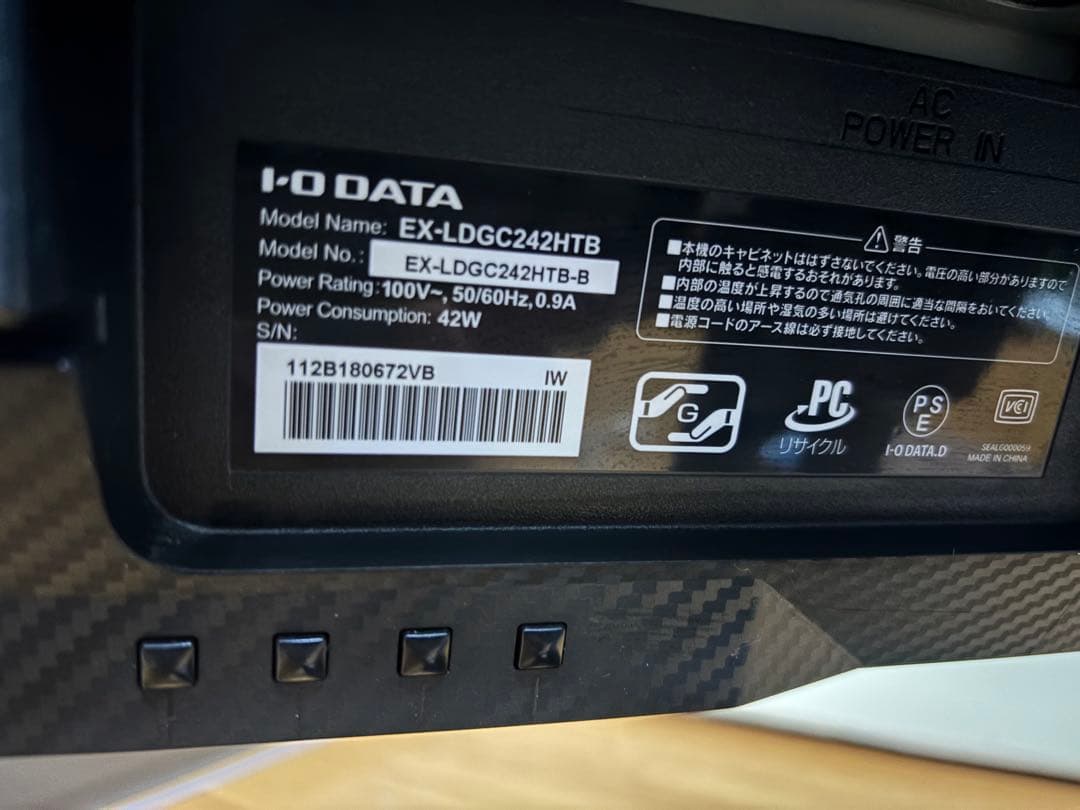 AC
POWER IN
I-O DATA
Model Name: EX-LDGC242HTB
Model No.: EX-LDGC242HTB-B
Power Rating: 100V~, 50/60Hz, 0.9A
Power Consumption: 42W
S/N:
112B180672VB IW
警告
■本機のキャビネットははずさないでください。電圧の高い部分がありますので
内部に触ると感電するおそれがあります。
■内部の温度が上昇するので通気孔の周囲に適当な間隔をおいてください。
■温度の高い場所や湿気の多い場所は避けてください。
■電源コードのアース線は必ず接地してください。
G
PC
リサイクル
PS
E
I-O DATA.D
VCI
SEALG000059
MADE IN CHINA